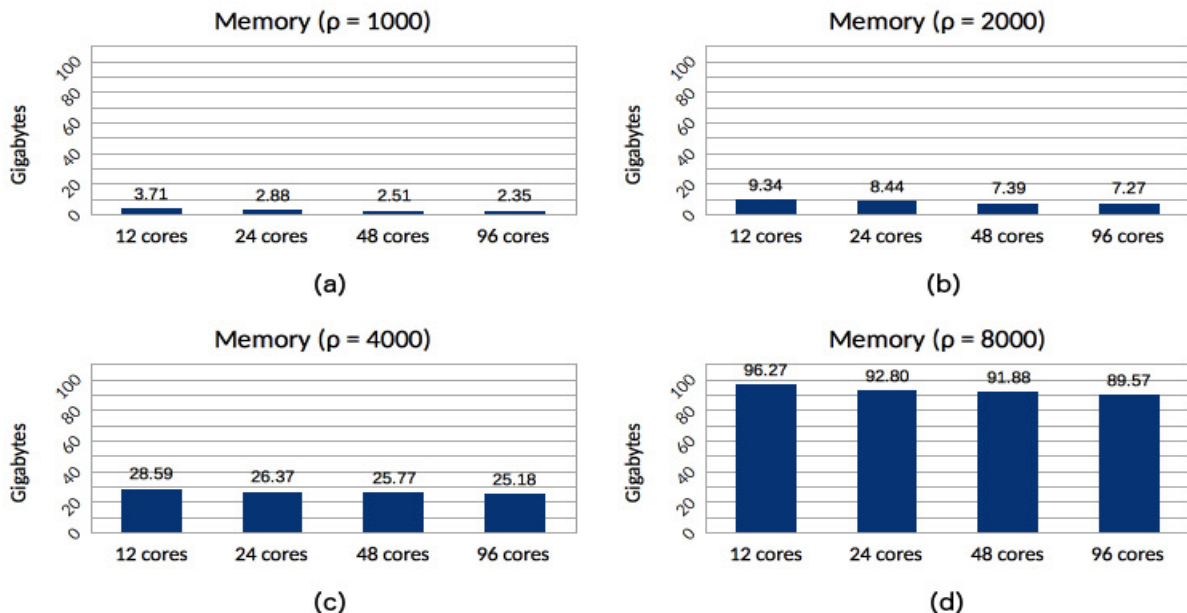 Memory (ρ = 1000)
Gigabytes
100
80
60
40
20
0
3.71 2.88 2.51 2.35
12 cores 24 cores 48 cores 96 cores
(a)
Memory (ρ = 2000)
Gigabytes
100
80
60
40
20
0
9.34 8.44 7.39 7.27
12 cores 24 cores 48 cores 96 cores
(b)
Memory (ρ = 4000)
Gigabytes
100
80
60
40
20
0
28.59 26.37 25.77 25.18
12 cores 24 cores 48 cores 96 cores
(c)
Memory (ρ = 8000)
Gigabytes
100
80
60
40
20
0
96.27 92.80 91.88 89.57
12 cores 24 cores 48 cores 96 cores
(d)